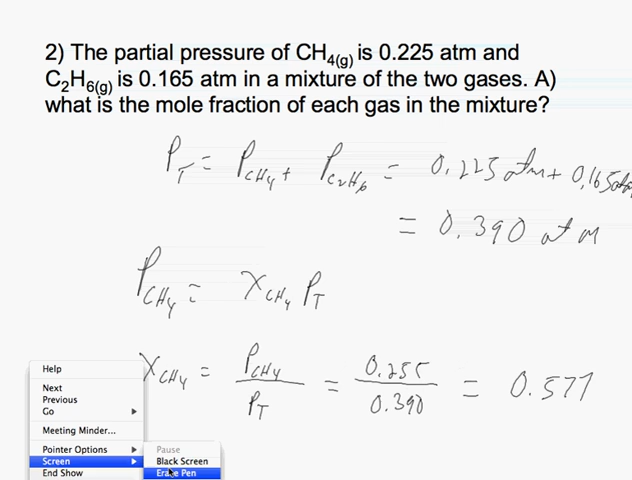 2) The partial pressure of CH4(g) is 0.225 atm and
C2H6(g) is 0.165 atm in a mixture of the two gases. A)
what is the mole fraction of each gas in the mixture?
PT = PCH4 + PC2H6 = 0.225 atm + 0.165 atm
= 0.390 atm
PCH4 = XCH4 PT
XCH4 = PCH4 / PT = 0.255 / 0.390 = 0.577
Help
Next
Previous
Go
Meeting Minder...
Pointer Options
Screen
End Show
Pause
Black Screen
Erase Pen